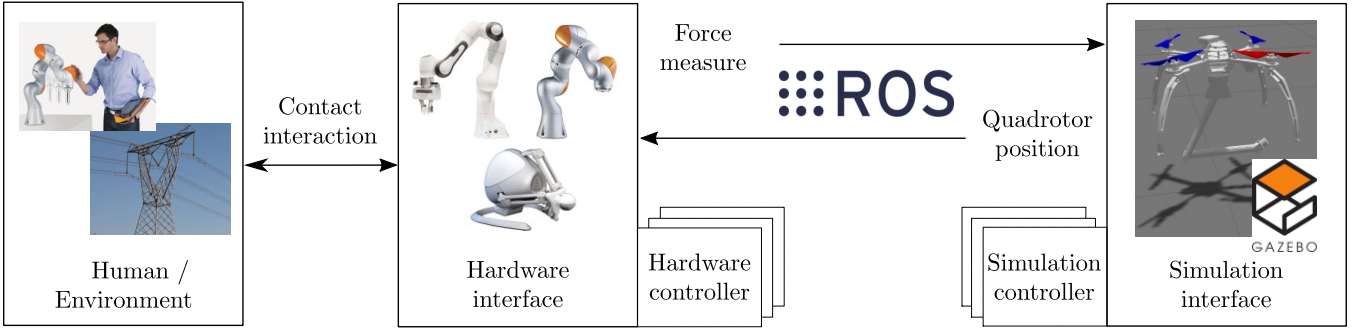 Human /
Environment
Contact
interaction
Hardware
interface
Hardware
controller
Force
measure
ROS
Quadrotor
position
Simulation
controller
GAZEBO
Simulation
interface